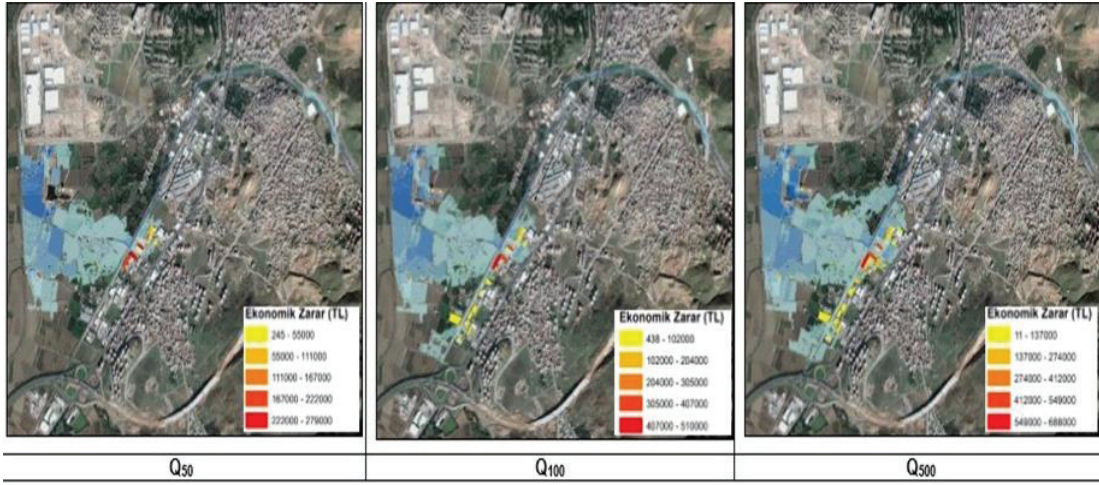 Ekonomik Zarar (TL)
245 - 55000
55000 - 111000
111000 - 167000
167000 - 222000
222000 - 279000
Ekonomik Zarar (TL)
438 - 102000
102000 - 204000
204000 - 305000
305000 - 407000
407000 - 510000
Ekonomik Zarar (TL)
11 - 137000
137000 - 274000
274000 - 412000
412000 - 549000
549000 - 688000
Q50
Q100
Q500